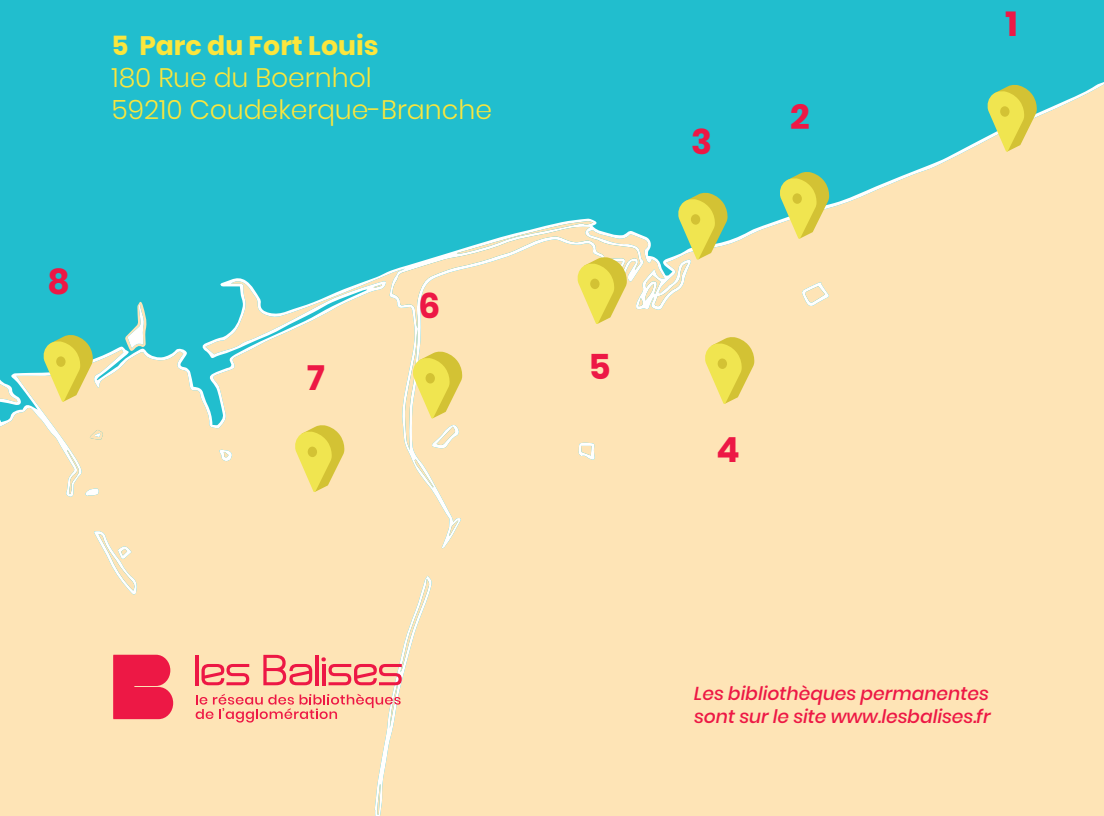 1
5 Parc du Fort Louis
180 Rue du Boernhol
59210 Coudekerque-Branche
2
3
8
6
5
7
4
les Balises
le réseau des bibliothèques
de l'agglomération
Les bibliothèques permanentes
sont sur le site www.lesbalises.fr